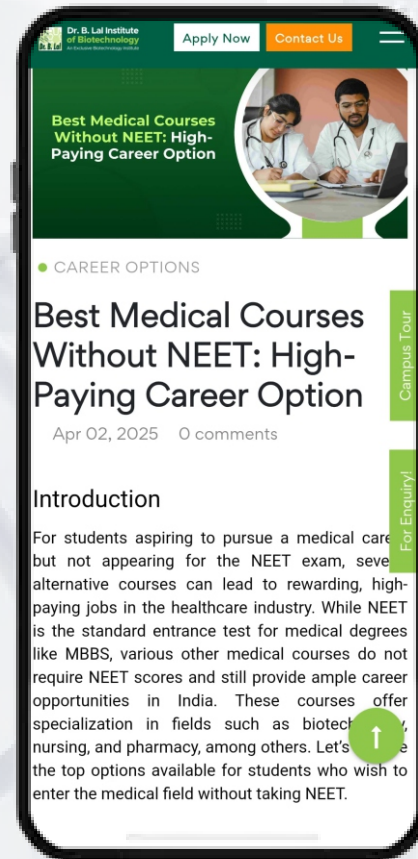 Dr. B. Lal Institute
of Biotechnology
An Exclusive Biotechnology Institute
Apply Now
Contact Us
Best Medical Courses
Without NEET: High-
Paying Career Option
CAREER OPTIONS
Best Medical Courses
Without NEET: High-
Paying Career Option
Apr 02, 2025 0 comments
Campus Tour
For Enquiry!
Introduction
For students aspiring to pursue a medical
but not appearing for the NEET exam,
alternative courses can lead to rewarding, high-
paying jobs in the healthcare industry. While NEET
is the standard entrance test for medical degrees
like MBBS, various other medical courses do not
require NEET scores and still provide ample career
opportunities in India. These courses offer
specialization in fields such as
nursing, and pharmacy, among others. Let's
the top options available for students who wish to
enter the medical field without taking NEET.